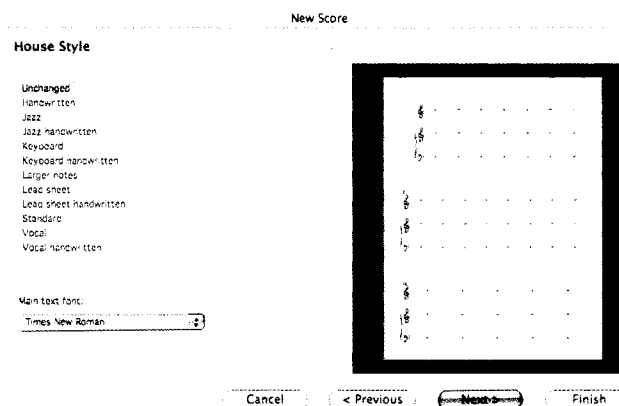 New Score
House Style
Unchanged
Handwritten
Jazz
Jazz handwritten
Keyboard
Keyboard handwritten
Larger notes
Lead sheet
Lead sheet handwritten
Standard
Vocal
Vocal handwritten
Main text font:
Times New Roman
Cancel < Previous Next > Finish